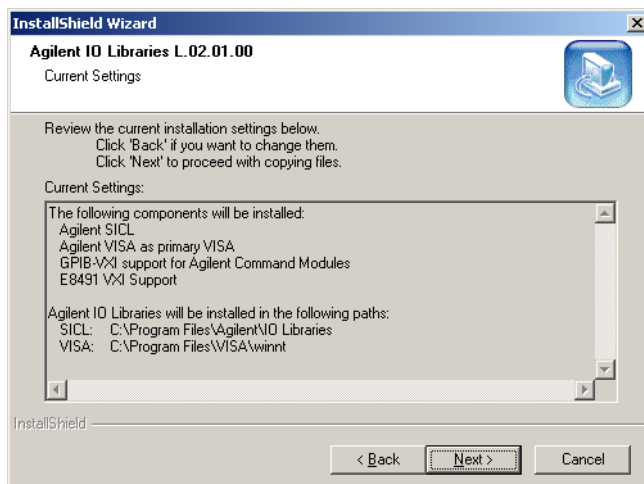 InstallShield Wizard
Agilent IO Libraries L.02.01.00
Current Settings
Review the current installation settings below.
Click 'Back' if you want to change them.
Click 'Next' to proceed with copying files.
Current Settings:
The following components will be installed:
Agilent SICL
Agilent VISA as primary VISA
GPIB-VXI support for Agilent Command Modules
E8491 VXI Support
Agilent IO Libraries will be installed in the following paths:
SICL: C:\Program Files\Agilent\IO Libraries
VISA: C:\Program Files\VISA\winnt
InstallShield
< Back
Next >
Cancel